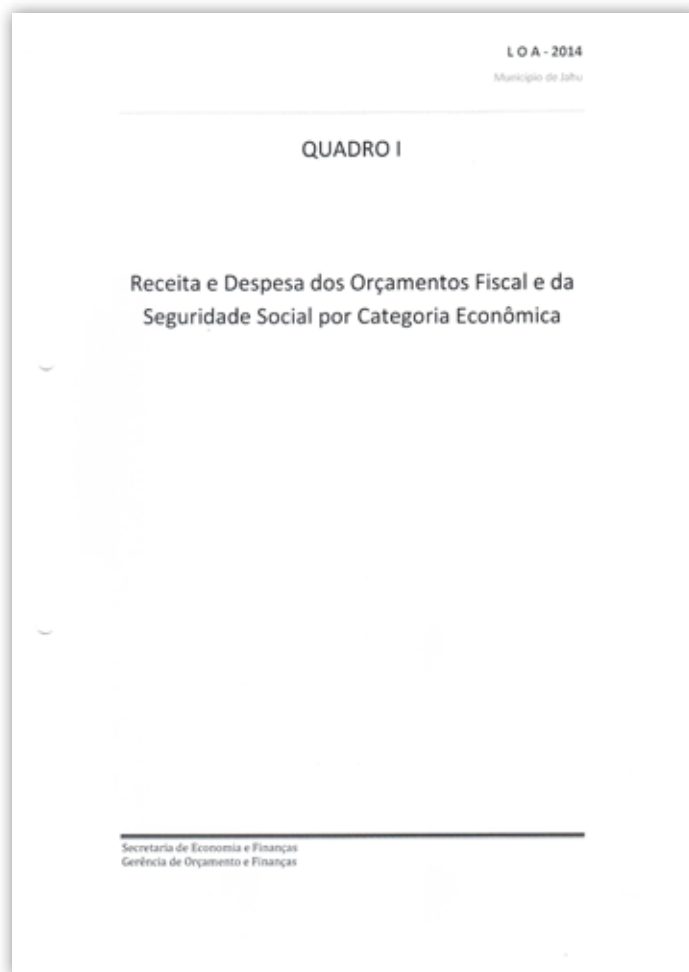 L O A - 2014
Município de Jahu
QUADRO I
Receita e Despesa dos Orçamentos Fiscal e da
Seguridade Social por Categoria Econômica
Secretaria de Economia e Finanças
Gerência de Orçamento e Finanças